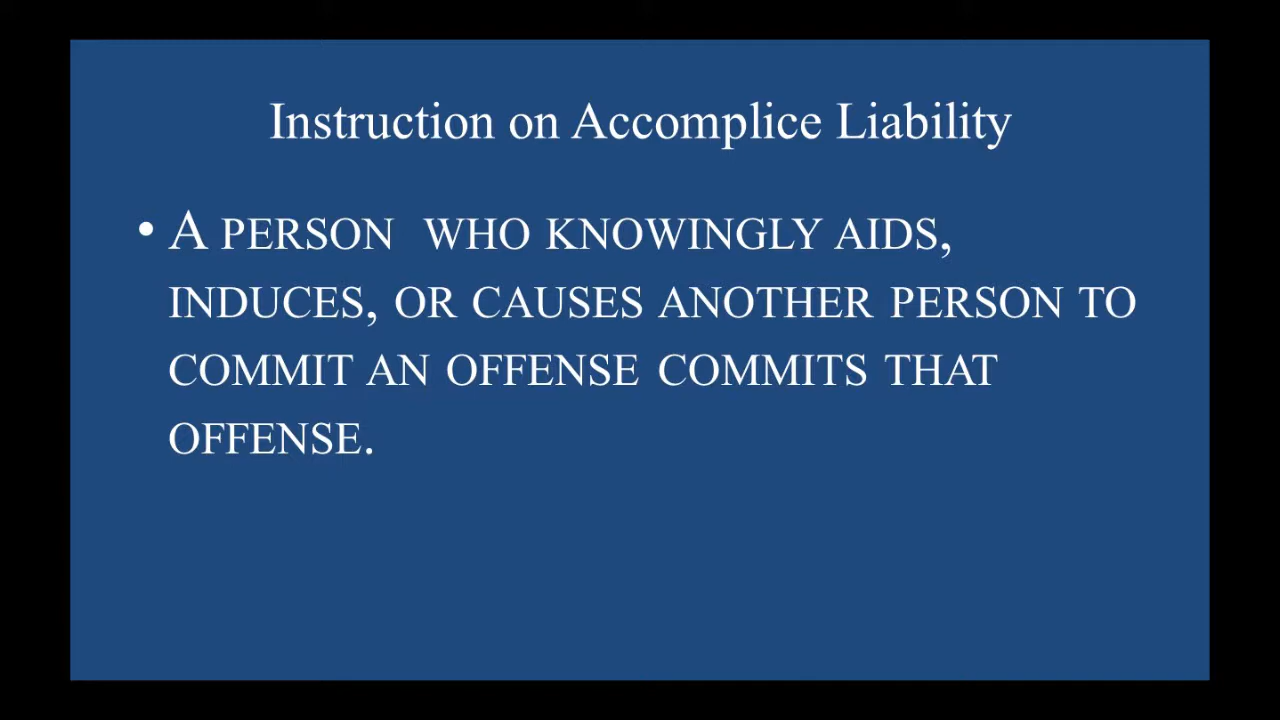 Instruction on Accomplice Liability
• A PERSON WHO KNOWINGLY AIDS,
INDUCES, OR CAUSES ANOTHER PERSON TO
COMMIT AN OFFENSE COMMITS THAT
OFFENSE.